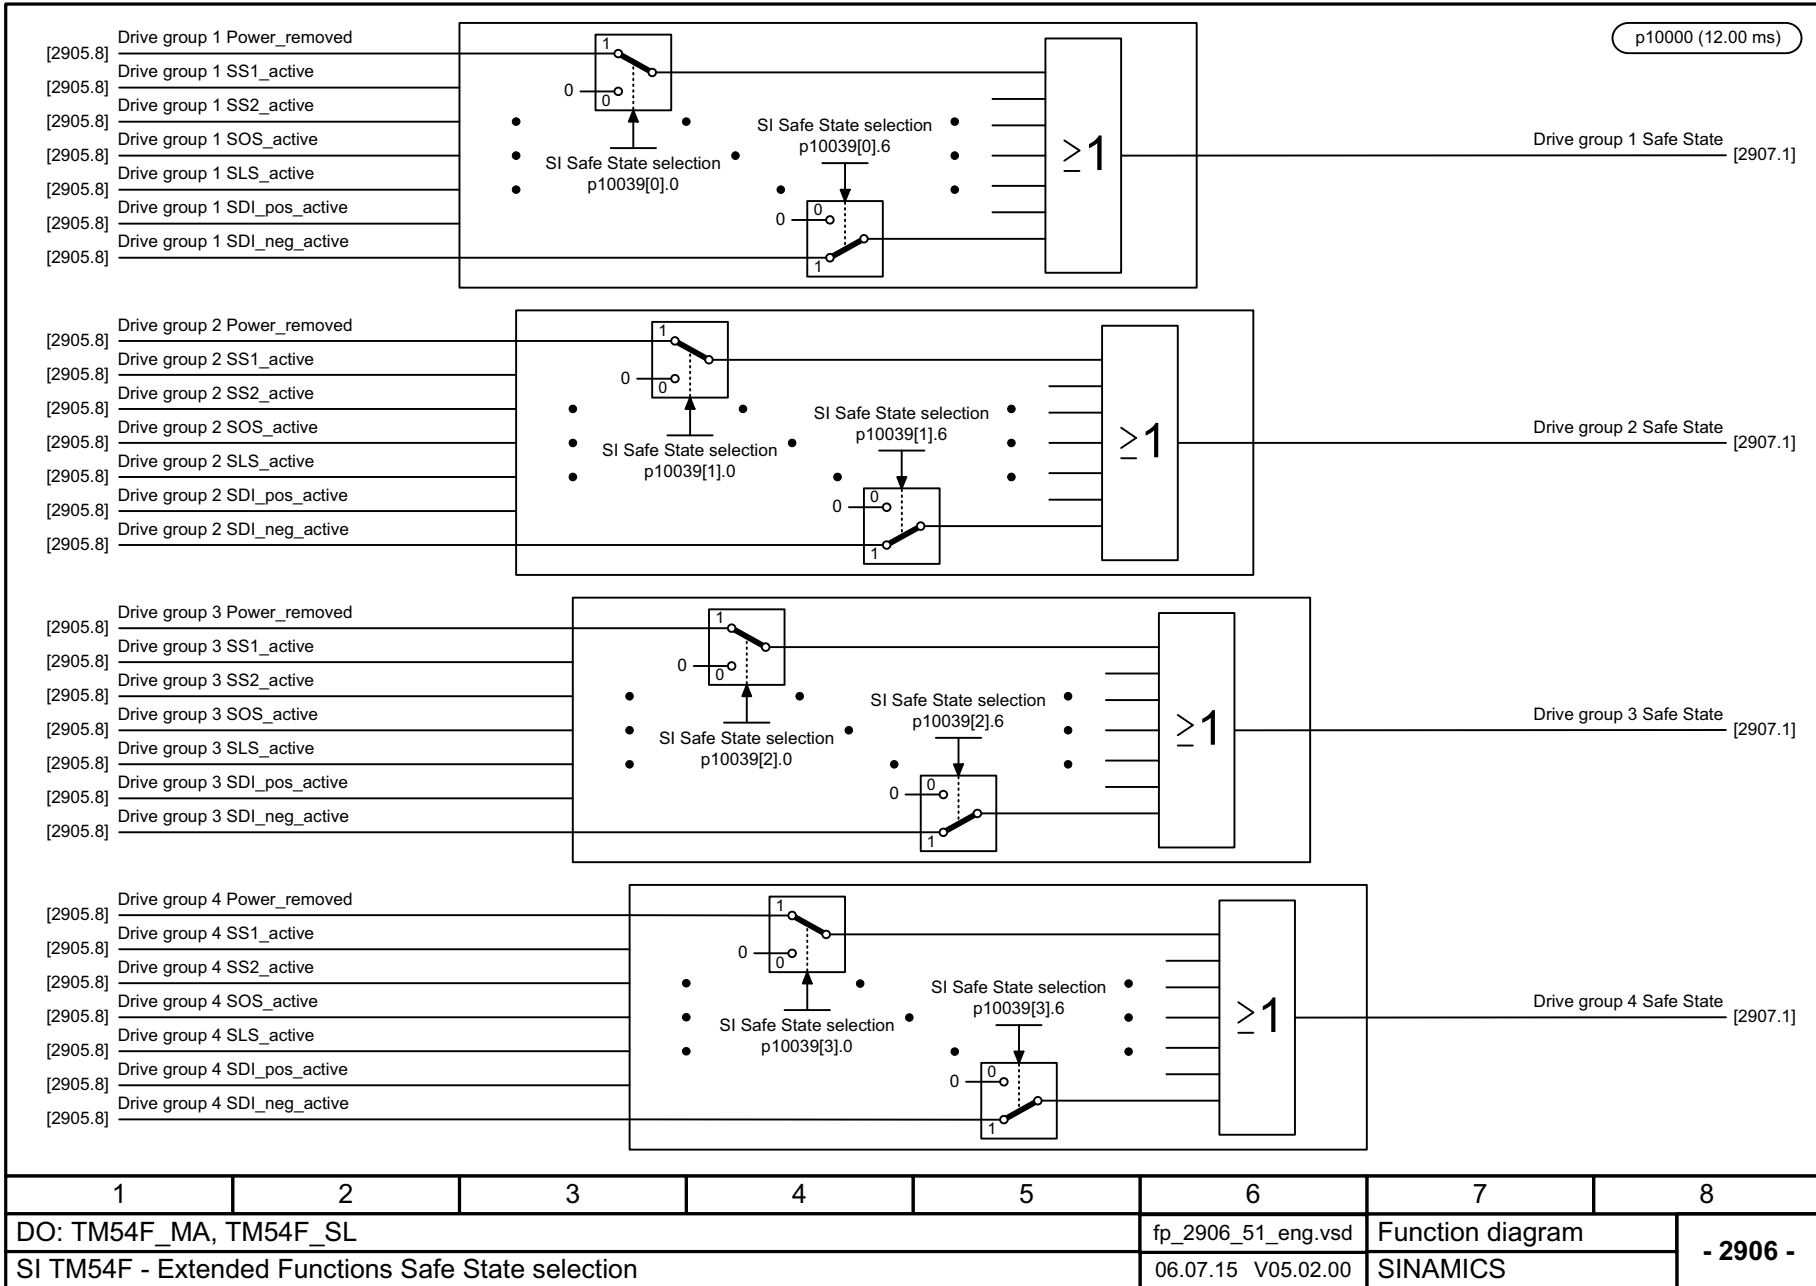 p10000 (12.00 ms)
Drive group 1 Power_removed
[2905.8]
Drive group 1 SS1_active
[2905.8]
Drive group 1 SS2_active
[2905.8]
Drive group 1 SOS_active
[2905.8]
Drive group 1 SLS_active
[2905.8]
Drive group 1 SDI_pos_active
[2905.8]
Drive group 1 SDI_neg_active
[2905.8]
1
0 0
SI Safe State selection
p10039[0].0
SI Safe State selection
p10039[0].6
0 0
1
≥1
Drive group 1 Safe State
[2907.1]
Drive group 2 Power_removed
[2905.8]
Drive group 2 SS1_active
[2905.8]
Drive group 2 SS2_active
[2905.8]
Drive group 2 SOS_active
[2905.8]
Drive group 2 SLS_active
[2905.8]
Drive group 2 SDI_pos_active
[2905.8]
Drive group 2 SDI_neg_active
[2905.8]
1
0 0
SI Safe State selection
p10039[1].0
SI Safe State selection
p10039[1].6
0 0
1
≥1
Drive group 2 Safe State
[2907.1]
Drive group 3 Power_removed
[2905.8]
Drive group 3 SS1_active
[2905.8]
Drive group 3 SS2_active
[2905.8]
Drive group 3 SOS_active
[2905.8]
Drive group 3 SLS_active
[2905.8]
Drive group 3 SDI_pos_active
[2905.8]
Drive group 3 SDI_neg_active
[2905.8]
1
0 0
SI Safe State selection
p10039[2].0
SI Safe State selection
p10039[2].6
0 0
1
≥1
Drive group 3 Safe State
[2907.1]
Drive group 4 Power_removed
[2905.8]
Drive group 4 SS1_active
[2905.8]
Drive group 4 SS2_active
[2905.8]
Drive group 4 SOS_active
[2905.8]
Drive group 4 SLS_active
[2905.8]
Drive group 4 SDI_pos_active
[2905.8]
Drive group 4 SDI_neg_active
[2905.8]
1
0 0
SI Safe State selection
p10039[3].0
SI Safe State selection
p10039[3].6
0 0
1
≥1
Drive group 4 Safe State
[2907.1]
1 2 3 4 5 6 7 8
DO: TM54F_MA, TM54F_SL
fp_2906_51_eng.vsd
Function diagram
- 2906 -
SI TM54F - Extended Functions Safe State selection
06.07.15 V05.02.00
SINAMICS